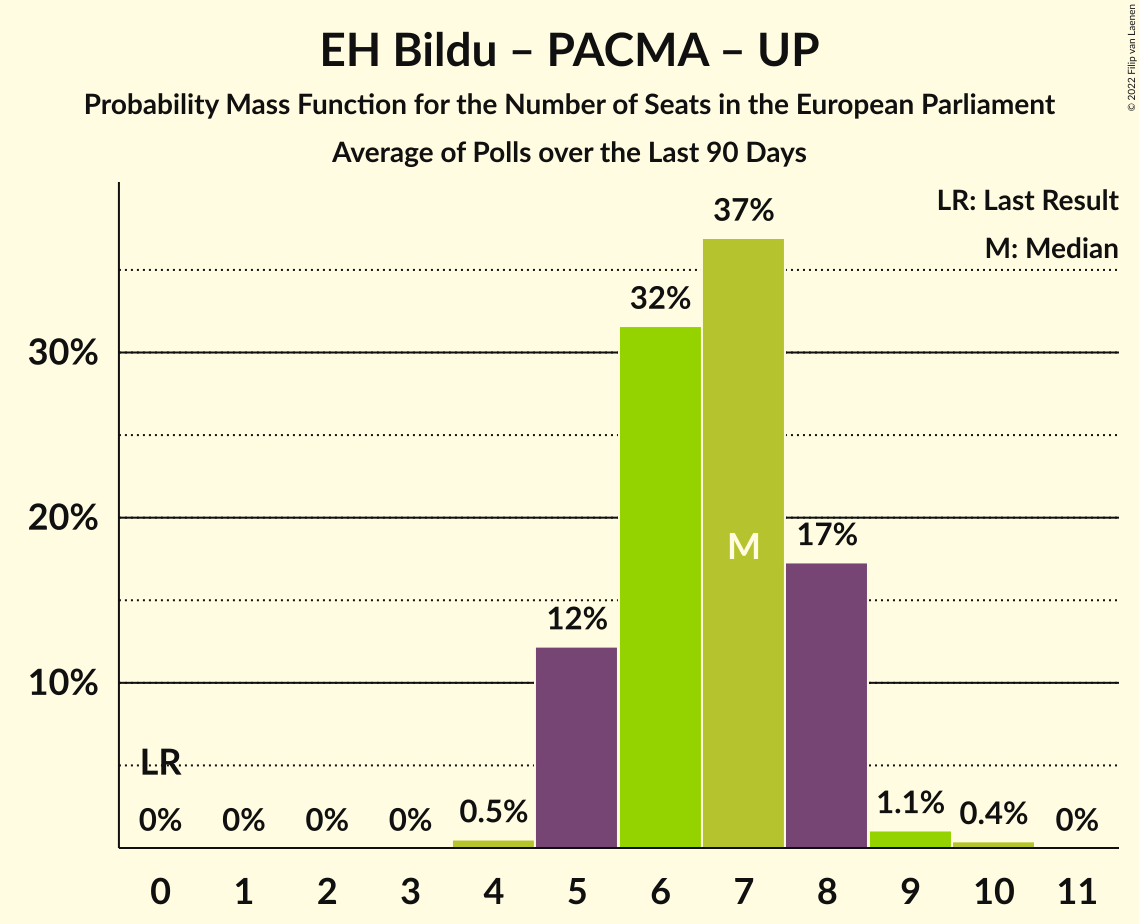 EH Bildu – PACMA – UP
Probability Mass Function for the Number of Seats in the European Parliament
Average of Polls over the Last 90 Days
© 2022 Filip van Laenen
LR: Last Result
M: Median
37%
32%
30%
20%
17%
M
12%
10%
LR
0%
0%
0%
0%
0.5%
1.1%
0.4%
0%
0 1 2 3 4 5 6 7 8 9 10 11